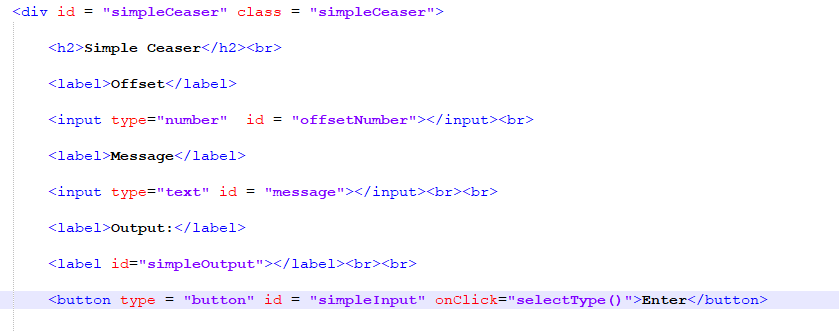 <div id = "simpleCeaser" class = "simpleCeaser">
<h2>Simple Ceaser</h2><br>
<label>Offset</label>
<input type="number"  id = "offsetNumber"></input><br>
<label>Message</label>
<input type="text" id = "message"></input><br><br>
<label>Output:</label>
<label id="simpleOutput"></label><br><br>
<button type = "button" id = "simpleInput" onClick="selectType()">Enter</button>